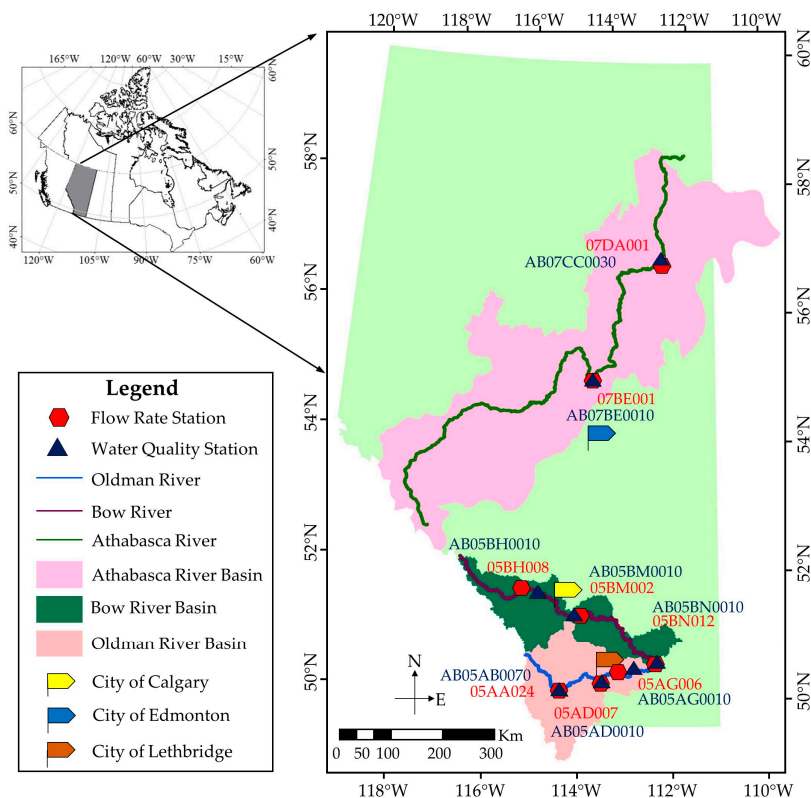 120°W 118°W 116°W 114°W 112°W 110°W
165°W 120°W 60°W 30°W 15°W
60°N
60°N
50°N
40°N
50°N
40°N
120°W 105°W 90°W 75°W 60°W
60°N
58°N
56°N
54°N
52°N
50°N
58°N
56°N
54°N
52°N
50°N
07DA001
AB07CC0030
07BE001
AB07BE0010
AB05BH0010
05BH008
AB05BM0010
05BM002
AB05BN0010
05BN012
AB05AB0070
05AA024
05AG006
AB05AG0010
05AD007
AB05AD0010
N
E
Km
0 50 100 200 300
118°W 116°W 114°W 112°W 110°W
Legend
Flow Rate Station
Water Quality Station
Oldman River
Bow River
Athabasca River
Athabasca River Basin
Bow River Basin
Oldman River Basin
City of Calgary
City of Edmonton
City of Lethbridge